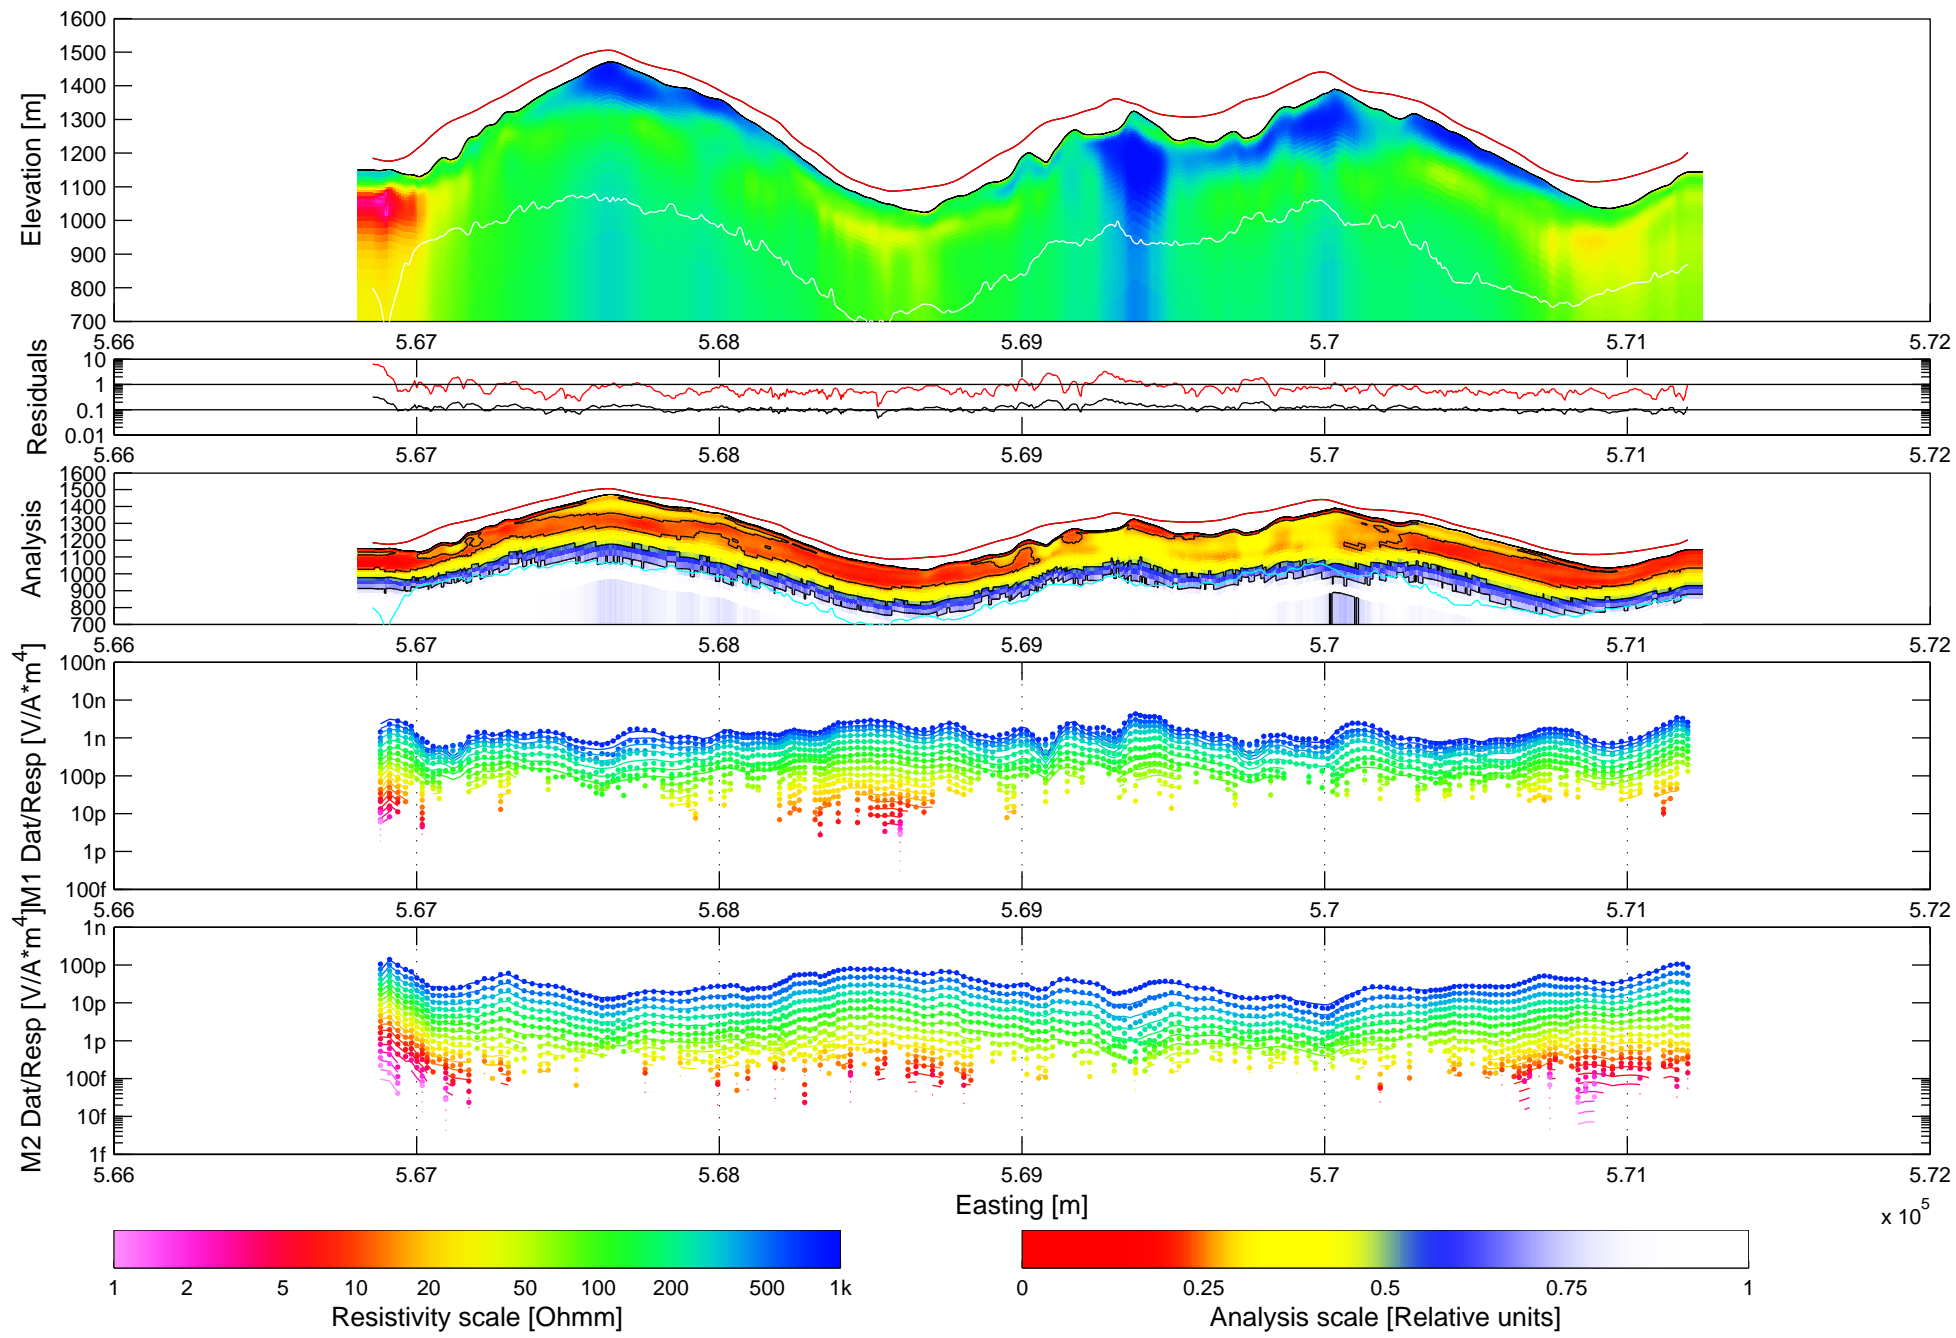 1600
1500
1400
1300
1200
1100
1000
900
800
700
Elevation [m]
5.66 5.67 5.68 5.69 5.7 5.71 5.72
10
1
0.1
0.01
Residuals
5.66 5.67 5.68 5.69 5.7 5.71 5.72
1600
1500
1400
1300
1200
1100
1000
900
800
700
Analysis
5.66 5.67 5.68 5.69 5.7 5.71 5.72
100n
10n
1n
100p
10p
1p
100f
M1 Dat/Resp [V/A*m^4]
5.66 5.67 5.68 5.69 5.7 5.71 5.72
1n
100p
10p
1p
100f
10f
1f
M2 Dat/Resp [V/A*m^4]
5.66 5.67 5.68 5.69 5.7 5.71 5.72
Easting [m]
x 10^5
1 2 5 10 20 50 100 200 500 1k
Resistivity scale [Ohmm]
0 0.25 0.5 0.75 1
Analysis scale [Relative units]